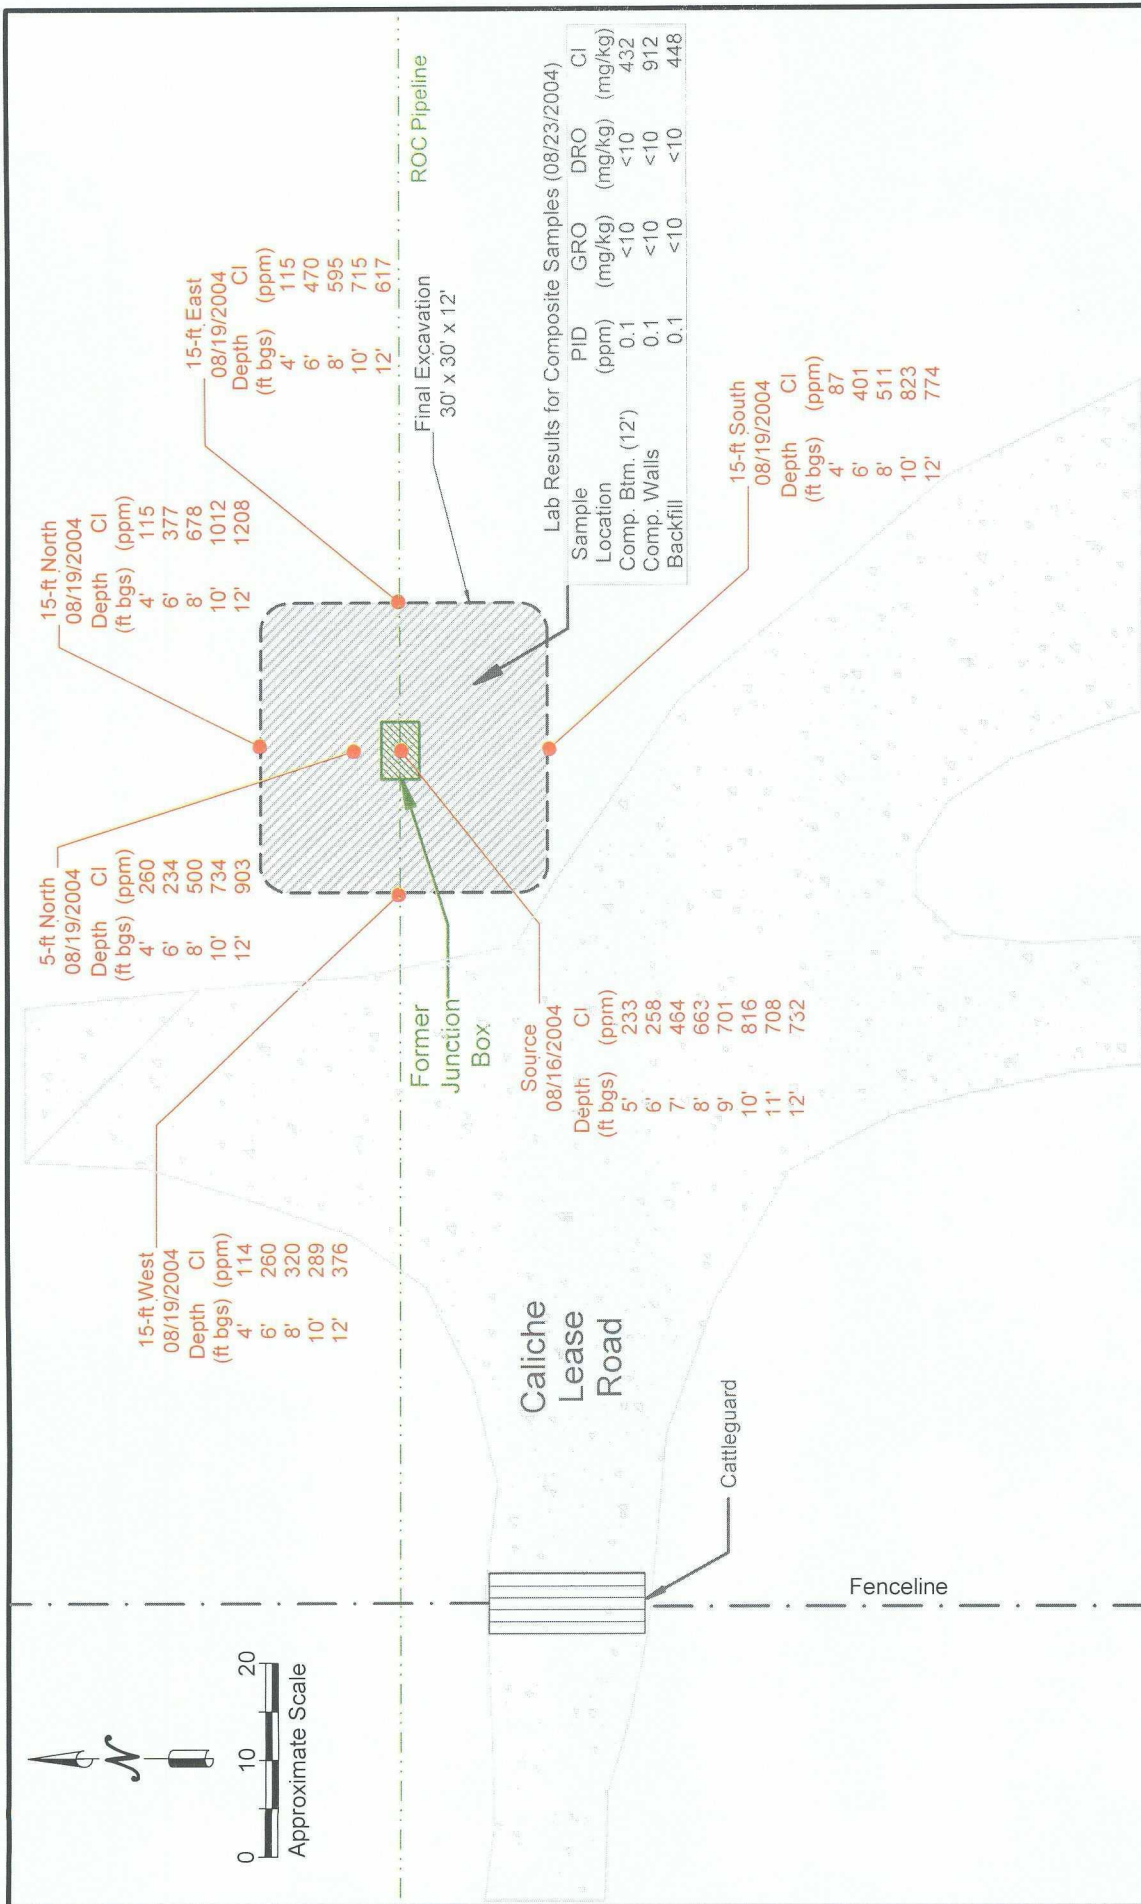 N
0 10 20
Approximate Scale
15-ft West
08/19/2004
Depth Cl
(ft bgs) (ppm)
4' 114
6' 260
8' 320
10' 289
12' 376
5-ft North
08/19/2004
Depth Cl
(ft bgs) (ppm)
4' 260
6' 234
8' 500
10' 734
12' 903
15-ft North
08/19/2004
Depth Cl
(ft bgs) (ppm)
4' 115
6' 377
8' 678
10' 1012
12' 1208
15-ft East
08/19/2004
Depth Cl
(ft bgs) (ppm)
4' 115
6' 470
8' 595
10' 715
12' 617
ROC Pipeline
Final Excavation
30' x 30' x 12'
Former
Junction
Box
Source
08/16/2004
Depth Cl
(ft bgs) (ppm)
5' 233
6' 258
7' 464
8' 663
9' 701
10' 816
11' 708
12' 732
Lab Results for Composite Samples (08/23/2004)
Sample PID GRO DRO Cl
Location (ppm) (mg/kg) (mg/kg) (mg/kg)
Comp. Btm. (12') 0.1 <10 <10 432
Comp. Walls 0.1 <10 <10 912
Backfill 0.1 <10 <10 448
15-ft South
08/19/2004
Depth Cl
(ft bgs) (ppm)
4' 87
6' 401
8' 511
10' 823
12' 774
Caliche
Lease
Road
Cattleguard
Fenceline